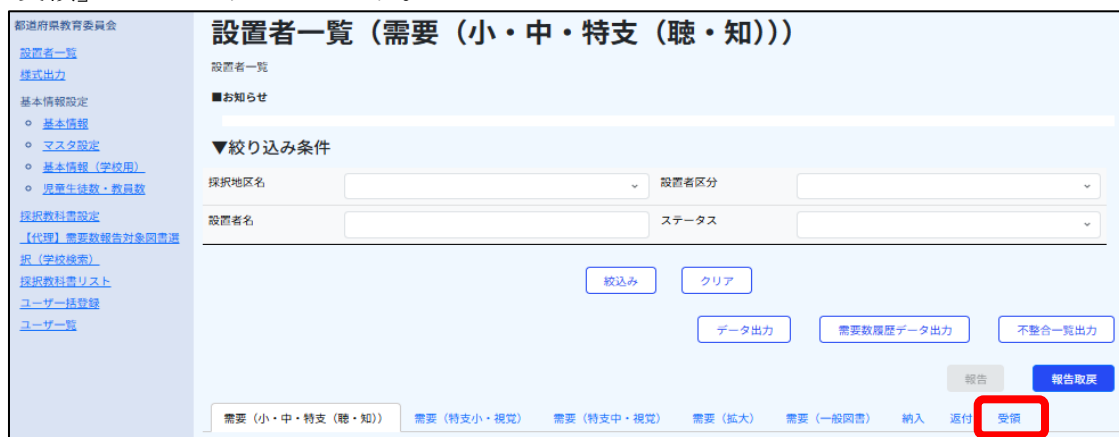 都道府県教育委員会
設置者一覧
様式出力
基本情報設定
基本情報
マスタ設定
基本情報（学校用）
児童生徒数・教員数
採択教科書設定
【代理】需要数報告対象図書選
択（学校検索）
採択教科書リスト
ユーザー括登録
ユーザー覧
設置者一覧（需要（小・中・特支（聴・知）））
設置者一覧
■お知らせ
▼絞り込み条件
採択地区名 設置者区分
設置者名 ステータス
絞込み クリア
データ出力 需要数履歴データ出力 不整合一覧出力
報告 報告取戻
需要（小・中・特支（聴・知）） 需要（特支小・視覚） 需要（特支中・視覚） 需要（拡大） 需要（一般図書） 納入 返付 受領